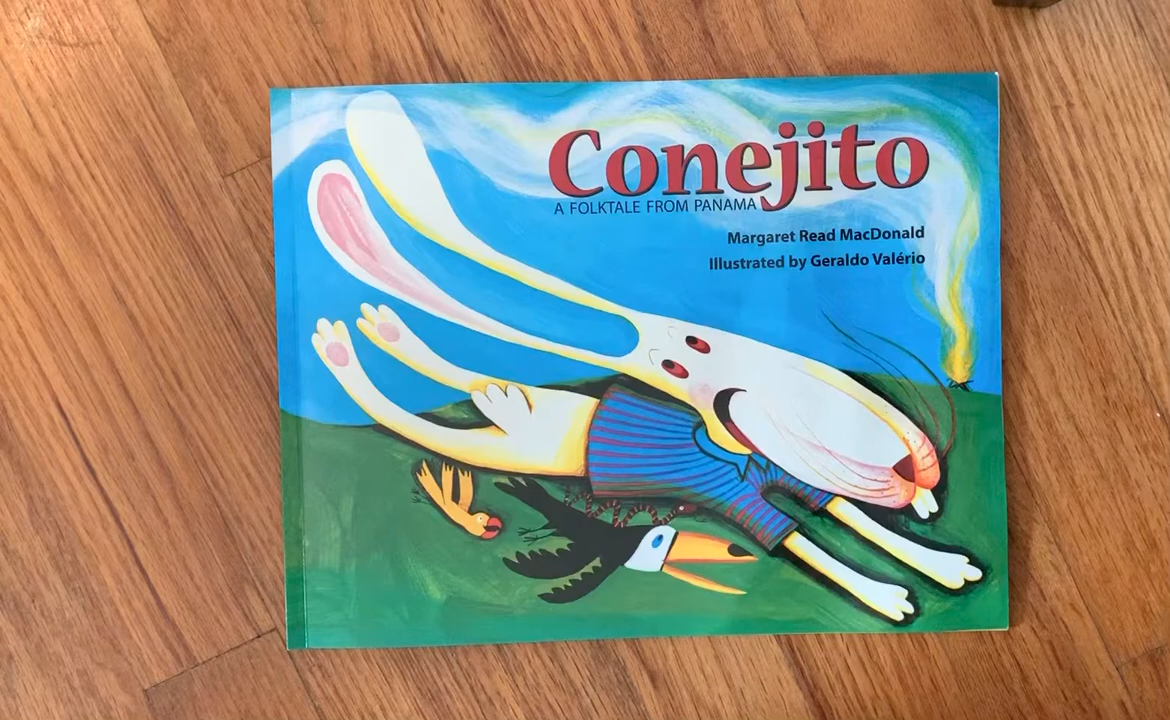 Conejito
A FOLKTALE FROM PANAMA
Margaret Read MacDonald
Illustrated by Geraldo Valério